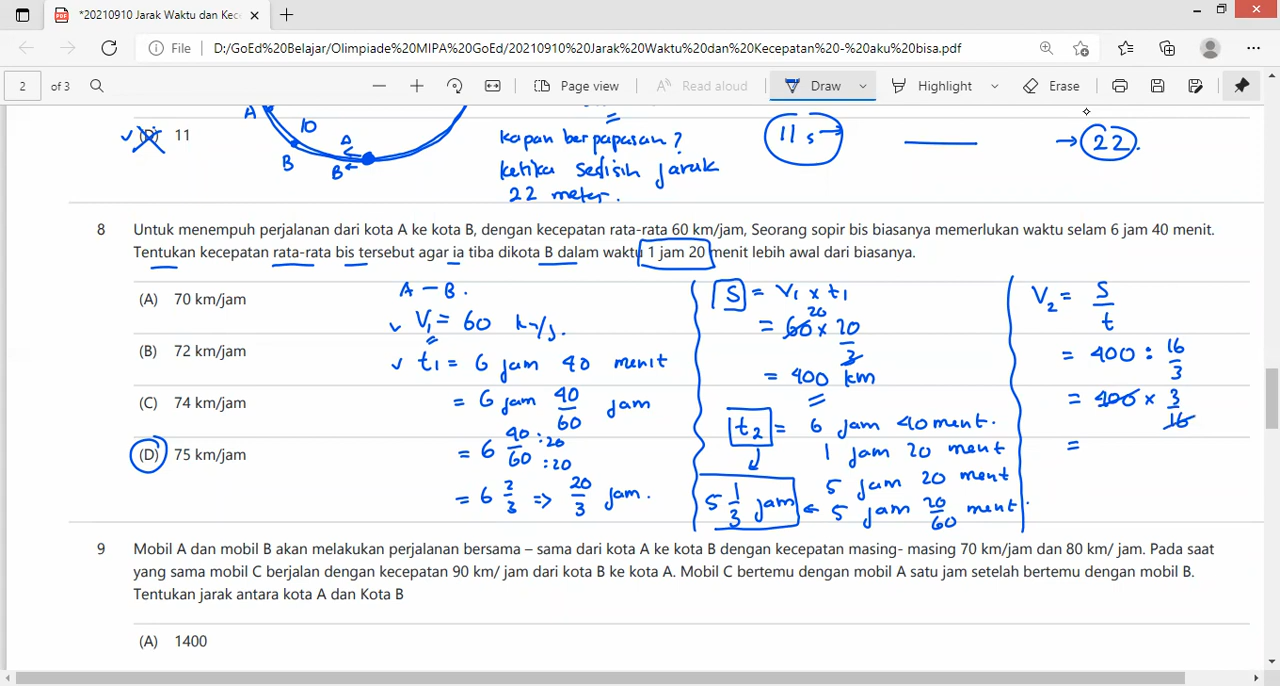 *20210910 Jarak Waktu dan Kece
File D:/GoEd%20Belajar/Olimpiade%20MIPA%20GoEd/20210910%20Jarak%20Waktu%20dan%20Kecepatan%20-%20aku%20bisa.pdf
2 of 3 Page view Read aloud Draw Highlight Erase
A 10 B A B
(D) 11
kapan berpapasan?
ketika selisih jarak
22 meter.
11 s → → 22.
8 Untuk menempuh perjalanan dari kota A ke kota B, dengan kecepatan rata-rata 60 km/jam, Seorang sopir bis biasanya memerlukan waktu selam 6 jam 40 menit.
Tentukan kecepatan rata-rata bis tersebut agar ia tiba dikota B dalam waktu 1 jam 20 menit lebih awal dari biasanya.
(A) 70 km/jam
(B) 72 km/jam
(C) 74 km/jam
(D) 75 km/jam
A – B.
V1 = 60 km/j.
t1 = 6 jam 40 menit
= 6 jam 40/60 jam
= 6 40 :20 / 60 :20
= 6 2/3 => 20/3 jam.
S = V1 x t1
= 60 x 20/3
20
= 400 km
t2 = 6 jam 40 ment.
1 jam 20 ment
5 jam 20 ment
5 1/3 jam ← 5 jam 20/60 ment
V2 = S/t
= 400 : 16/3
= 400 x 3/16
=
9 Mobil A dan mobil B akan melakukan perjalanan bersama – sama dari kota A ke kota B dengan kecepatan masing- masing 70 km/jam dan 80 km/ jam. Pada saat
yang sama mobil C berjalan dengan kecepatan 90 km/ jam dari kota B ke kota A. Mobil C bertemu dengan mobil A satu jam setelah bertemu dengan mobil B.
Tentukan jarak antara kota A dan Kota B
(A) 1400